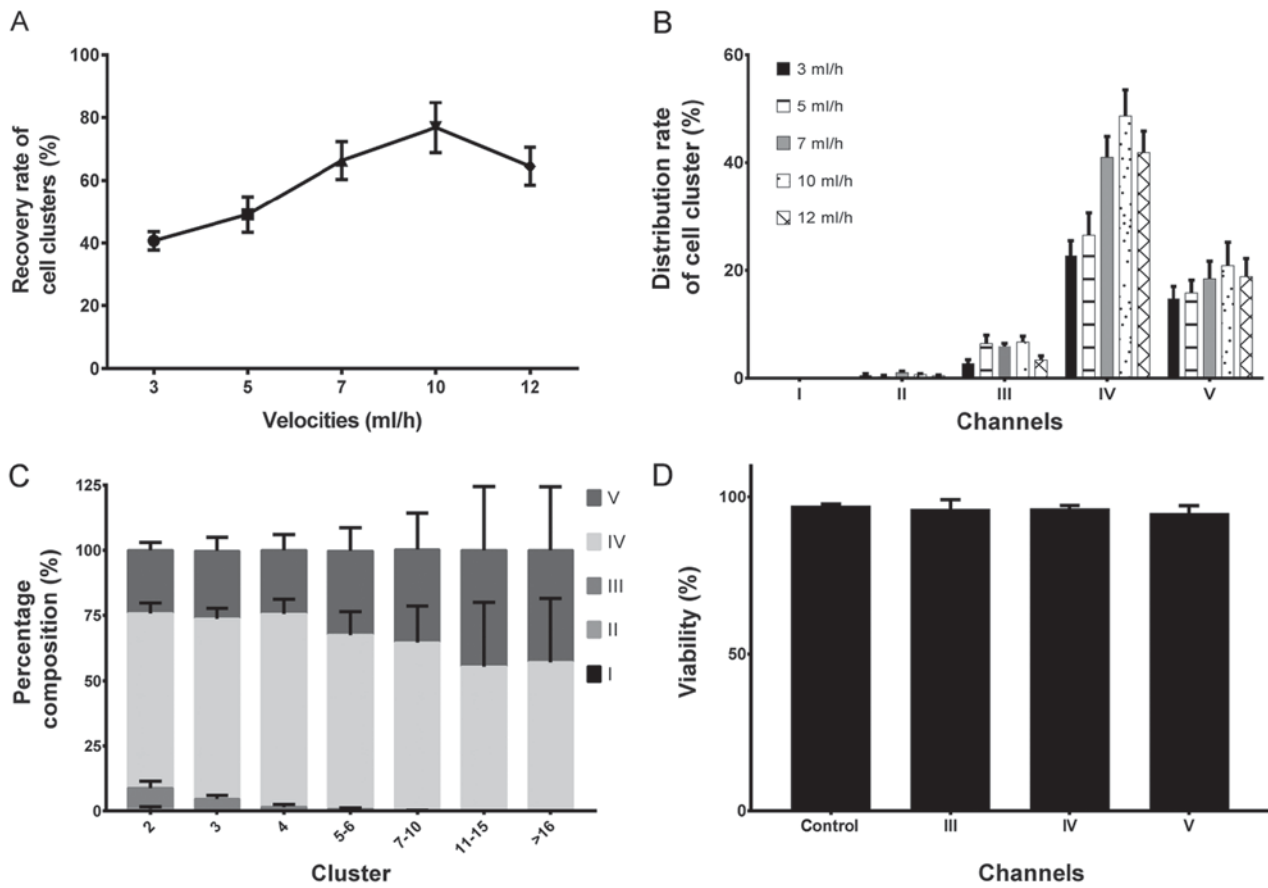 A
Recovery rate of
cell clusters (%)
100
80
60
40
20
0
3 5 7 10 12
Velocities (ml/h)
B
Distribution rate
of cell cluster (%)
60
40
20
0
3 ml/h
5 ml/h
7 ml/h
10 ml/h
12 ml/h
I II III IV V
Channels
C
Percentage
composition (%)
125
100
75
50
25
0
V
IV
III
II
I
2 3 4 5-6 7-10 11-15 >16
Cluster
D
Viability (%)
100
50
0
Control III IV V
Channels